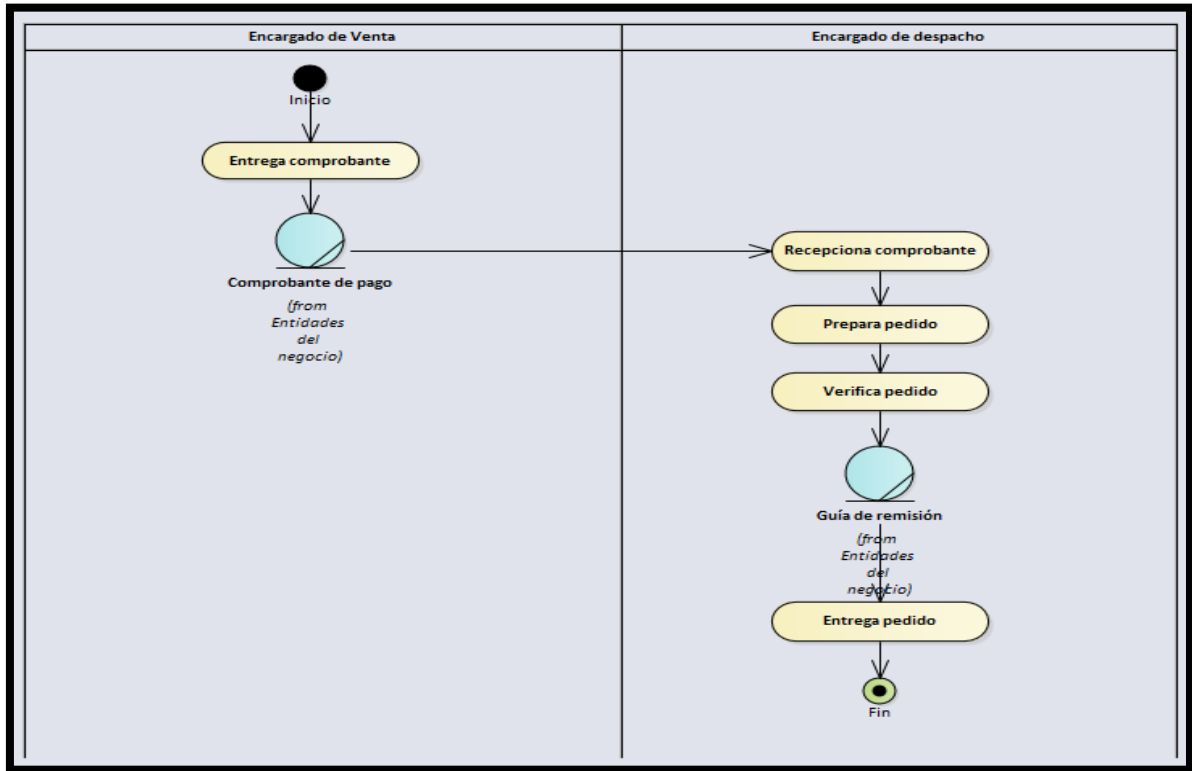 Encargado de Venta
Encargado de despacho
Inicio
Entrega comprobante
Comprobante de pago
(from
Entidades
del
negocio)
Recepciona comprobante
Prepara pedido
Verifica pedido
Guía de remisión
(from
Entidades
del
negocio)
Entrega pedido
Fin